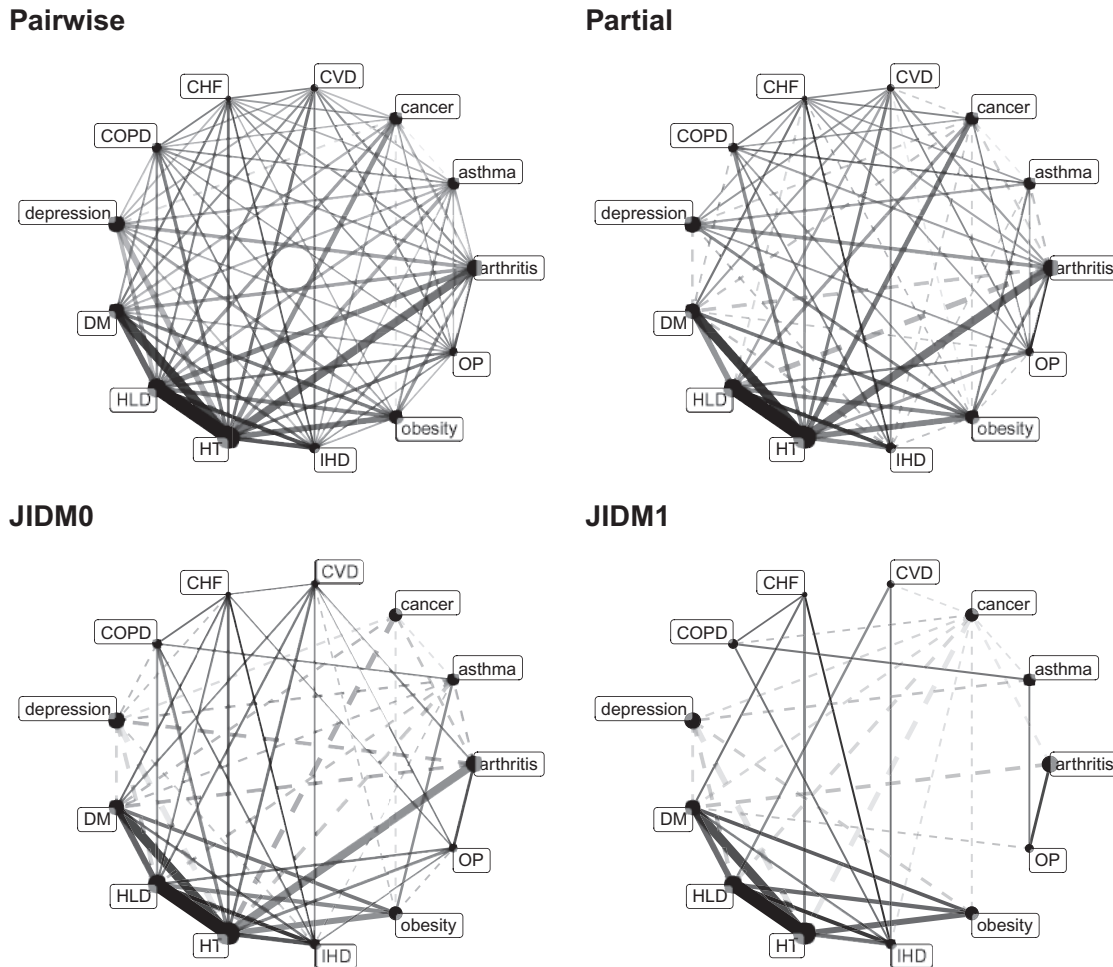 Pairwise
Partial
CVD
CHF
cancer
COPD
asthma
depression
arthritis
DM
OP
HLD
obesity
HT
IHD
CVD
CHF
cancer
COPD
asthma
depression
arthritis
DM
OP
HLD
obesity
HT
IHD
JIDM0
JIDM1
CVD
CHF
cancer
COPD
asthma
depression
arthritis
DM
OP
HLD
obesity
HT
IHD
CVD
CHF
cancer
COPD
asthma
depression
arthritis
DM
OP
HLD
obesity
HT
IHD